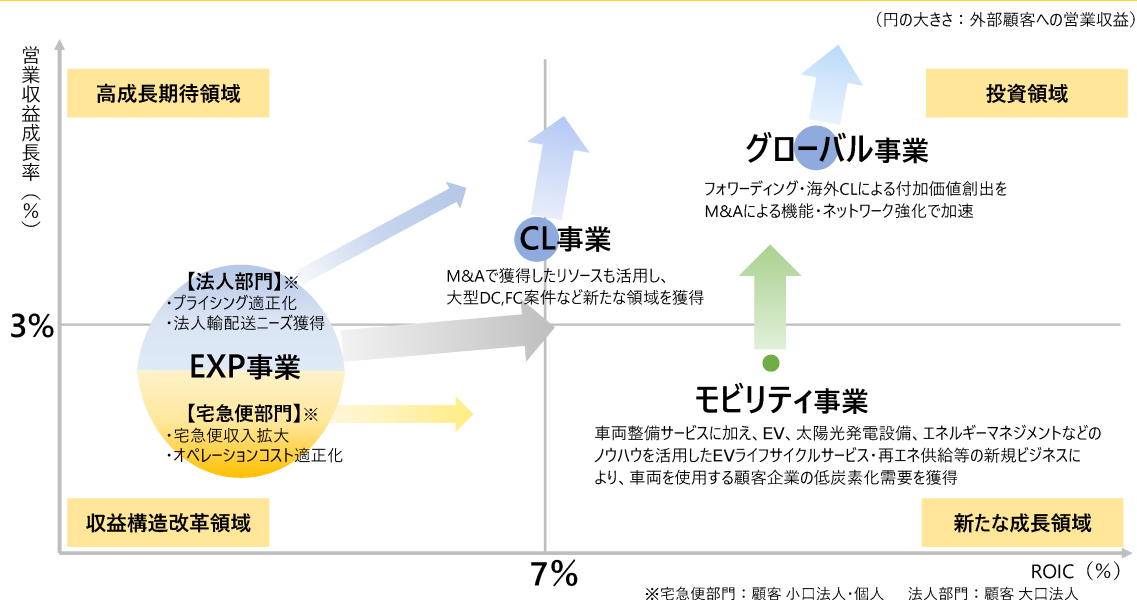 （円の大きさ：外部顧客への営業収益）
営業収益成長率（％）
高成長期待領域
投資領域
グローバル事業
フォワーディング・海外CLによる付加価値創出を
M&Aによる機能・ネットワーク強化で加速
CL事業
M&Aで獲得したリソースも活用し、
大型DC,FC案件など新たな領域を獲得
【法人部門】※
・プライシング適正化
・法人輸配送ニーズ獲得
3%
EXP事業
【宅急便部門】※
・宅急便収入拡大
・オペレーションコスト適正化
モビリティ事業
車両整備サービスに加え、EV、太陽光発電設備、エネルギーマネジメントなどの
ノウハウを活用したEVライフサイクルサービス・再エネ供給等の新規ビジネスに
より、車両を使用する顧客企業の低炭素化需要を獲得
収益構造改革領域
新たな成長領域
7%
ROIC（％）
※宅急便部門：顧客 小口法人・個人　法人部門：顧客 大口法人